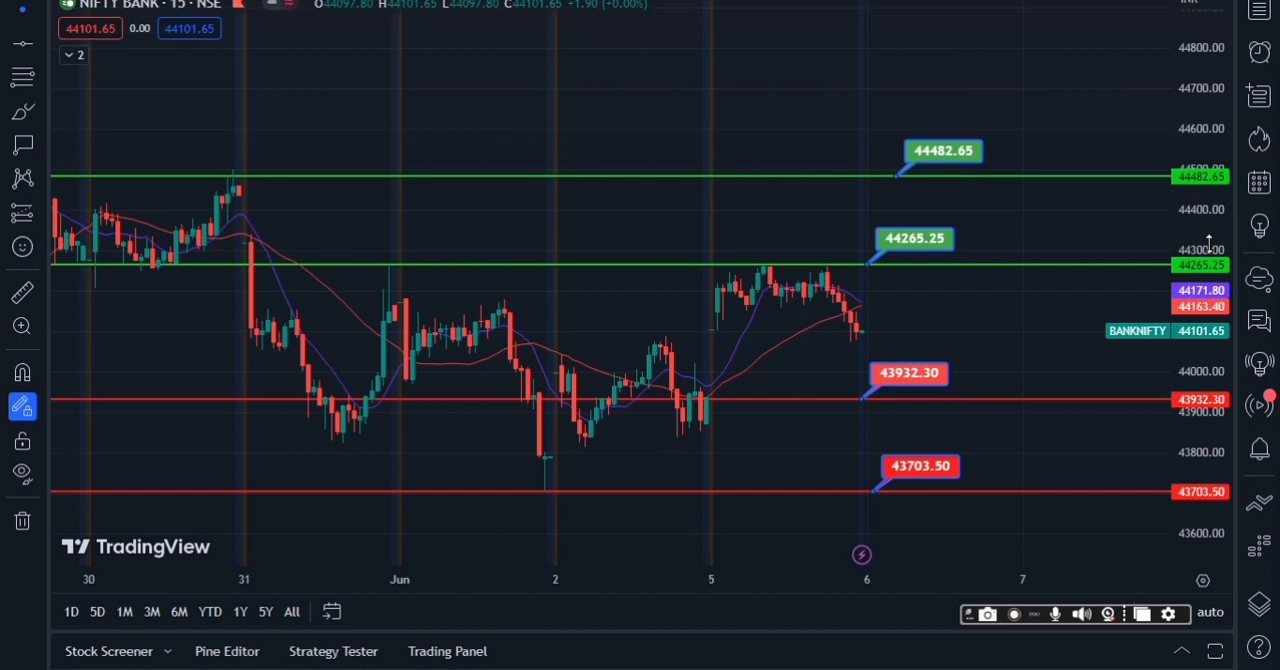 NIFTY BANK · 15 · NSE O44097.80 H44101.65 L44097.80 C44101.65 +1.90 (+0.00%)
INR
44101.65 0.00 44101.65
2
44800.00
44700.00
44600.00
44482.65
44500.00
44482.65
44400.00
44265.25
44300.00
44265.25
44171.80
44163.40
BANKNIFTY 44101.65
44000.00
43932.30
43932.30
43900.00
43800.00
43703.50
43703.50
43600.00
TradingView
30 31 Jun 2 5 6 7
1D 5D 1M 3M 6M YTD 1Y 5Y All
auto
Stock Screener Pine Editor Strategy Tester Trading Panel